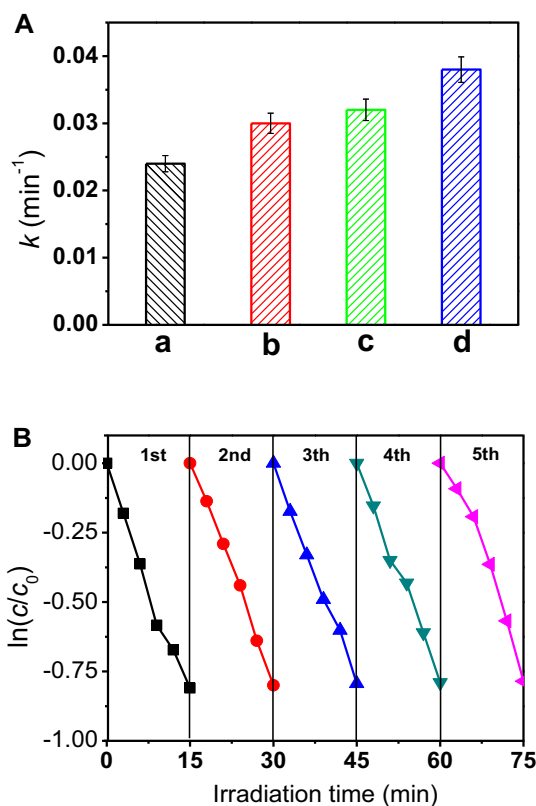 A
0.04
0.03
0.02
0.01
0.00
k (min⁻¹)
a b c d
B
1st 2nd 3th 4th 5th
0.00
-0.25
-0.50
-0.75
-1.00
ln(c/c₀)
0 15 30 45 60 75
Irradiation time (min)